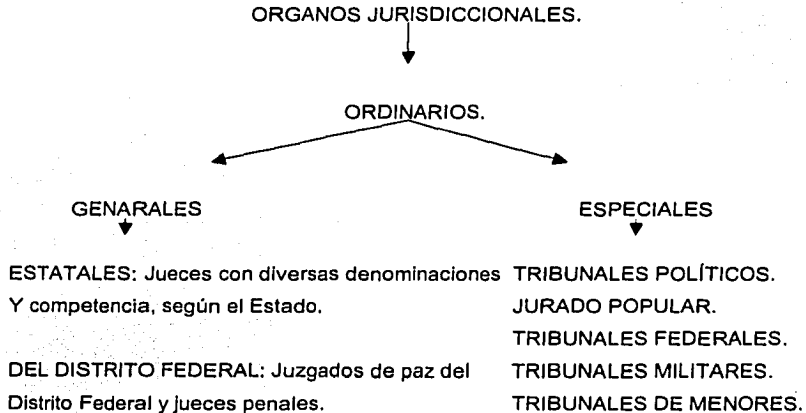 ORGANOS JURISDICCIONALES.
ORDINARIOS.
GENARALES
ESTATALES: Jueces con diversas denominaciones
Y competencia, según el Estado.
DEL DISTRITO FEDERAL: Juzgados de paz del
Distrito Federal y jueces penales.
ESPECIALES
TRIBUNALES POLÍTICOS.
JURADO POPULAR.
TRIBUNALES FEDERALES.
TRIBUNALES MILITARES.
TRIBUNALES DE MENORES.